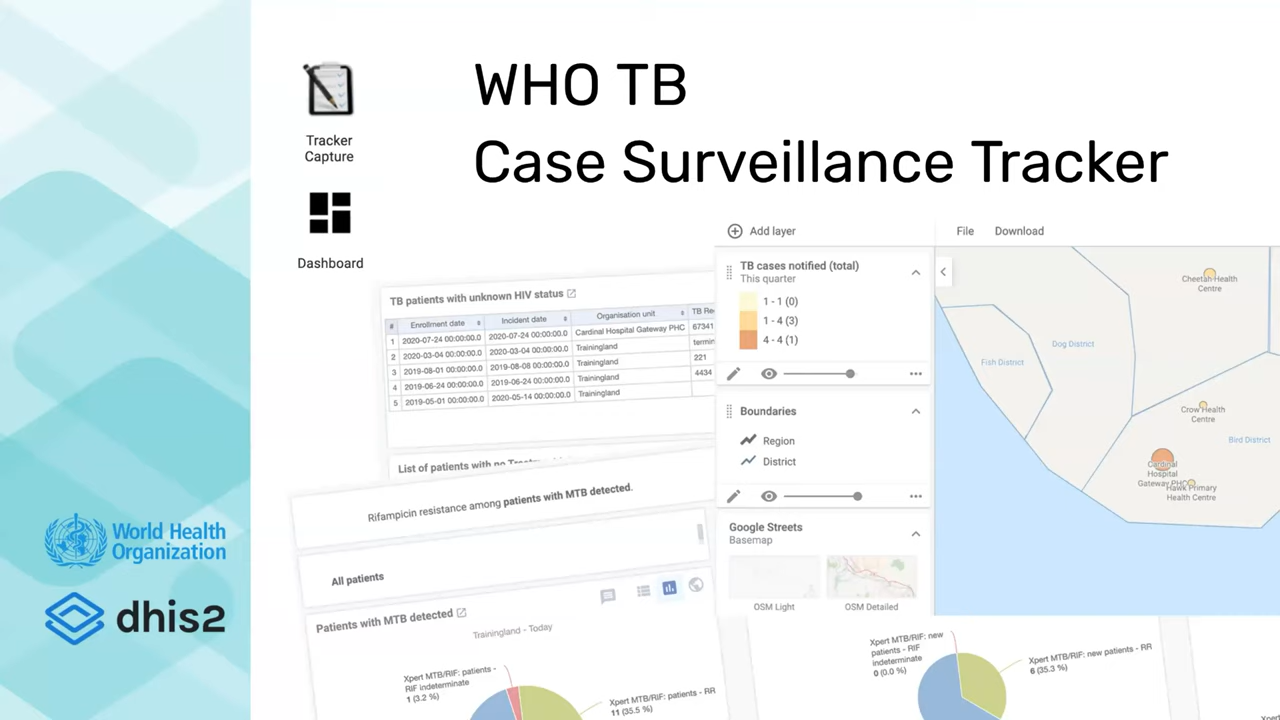 WHO TB
Case Surveillance Tracker
Tracker
Capture
Dashboard
World Health
Organization
dhis2
TB patients with unknown HIV status
# Enrollment date Incident date Organisation unit TB Re
1 2020-07-24 00:00:00.0 2020-07-24 00:00:00.0 Cardinal Hospital Gateway PHC 67341
2 2020-03-04 00:00:00.0 2020-03-04 00:00:00.0 Trainingland termin
3 2019-08-01 00:00:00.0 2019-08-08 00:00:00.0 Trainingland 221
4 2019-06-24 00:00:00.0 2019-06-24 00:00:00.0 Trainingland 4434
5 2019-05-01 00:00:00.0 2020-05-14 00:00:00.0 Trainingland
List of patients with no
Rifampicin resistance among patients with MTB detected.
All patients
Patients with MTB detected
Trainingland - Today
Xpert MTB/RIF: patients -
RIF indeterminate
1 (3.2 %)
Xpert MTB/RIF: patients - RR
11 (35.5 %)
Add layer
File Download
TB cases notified (total)
This quarter
1 - 1 (0)
1 - 4 (3)
4 - 4 (1)
Boundaries
Region
District
Google Streets
Basemap
OSM Light
OSM Detailed
Cheetah Health
Centre
Dog District
Fish District
Crow Health
Centre
Bird District
Cardinal
Hospital
Gateway PHC
Hawk Primary
Health Centre
Xpert MTB/RIF: new
patients - RIF
indeterminate
0 (0.0 %)
Xpert MTB/RIF: new patients - RR
6 (35.3 %)